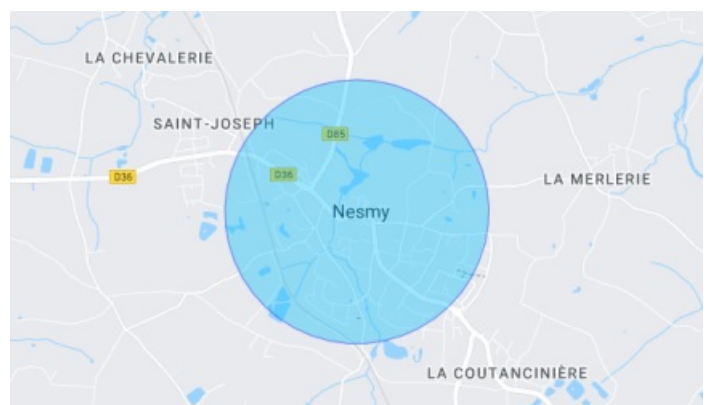 LA CHEVALERIE
SAINT-JOSEPH
D85
D36
D36
LA MERLERIE
Nesmy
LA COUTANCINIÈRE